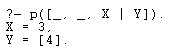 ?- p([_, _, X | Y]).
X = 3,
Y = [4].